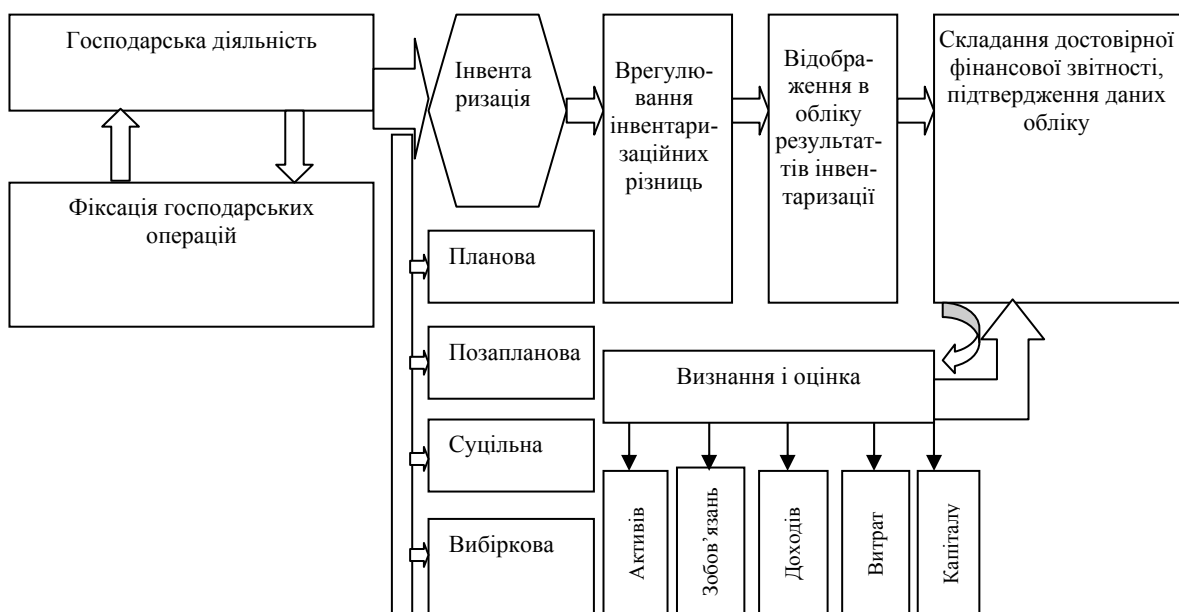 Господарська діяльність
Фіксація господарських
операцій
Інвента
ризація
Врегулю-
вання
інвентари-
заційних
різниць
Відобра-
ження в
обліку
результат-
тів інвен-
таризації
Складання достовірної
фінансової звітності,
підтвердження даних
обліку
Планова
Позапланова
Суцільна
Вибіркова
Визнання і оцінка
Активів
Зобов’язань
Доходів
Витрат
Капіталу